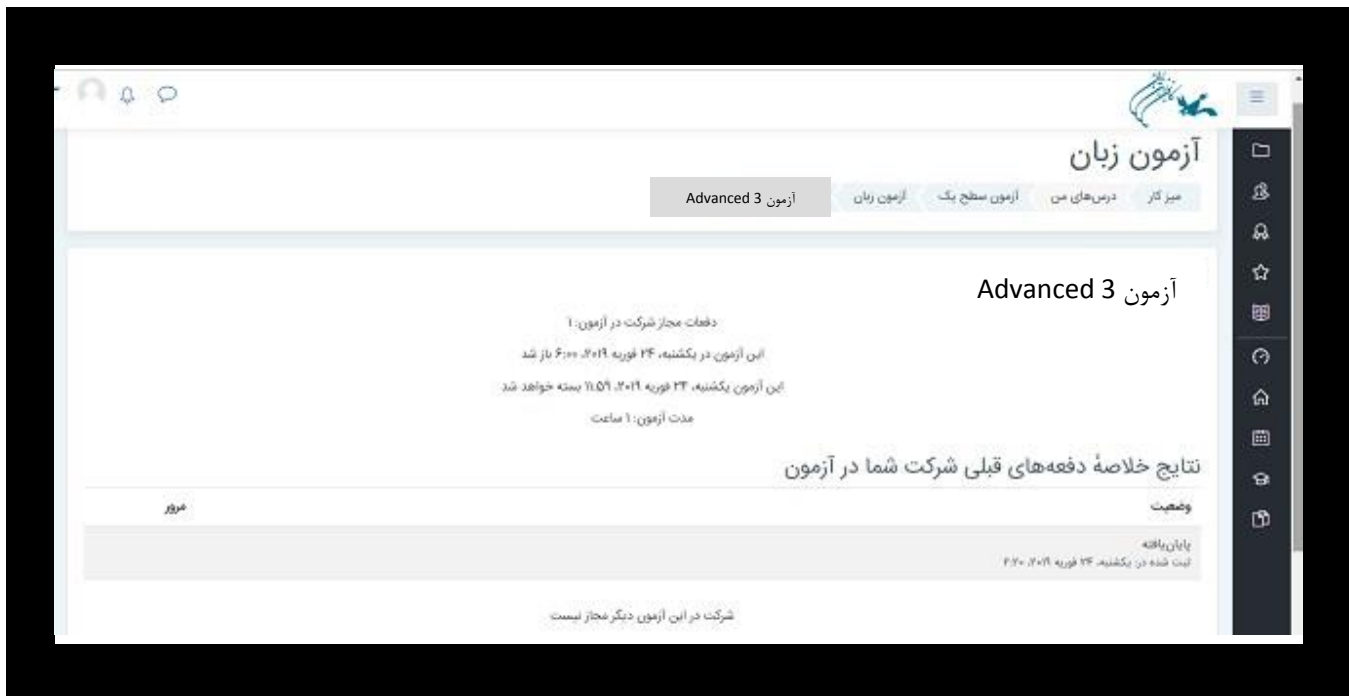 آزمون زبان
میز کار درس‌های من آزمون سطح یک آزمون زبان آزمون Advanced 3
آزمون Advanced 3
دفعات مجاز شرکت در آزمون: ۱
این آزمون در یکشنبه، ۲۴ فوریه ۲۰۱۹، ۶:۰۰ باز شد
این آزمون یکشنبه، ۲۴ فوریه ۲۰۱۹، ۱۱:۵۹ بسته خواهد شد
مدت آزمون: ۱ ساعت
نتایج خلاصهٔ دفعه‌های قبلی شرکت شما در آزمون
وضعیت مرور
پایان‌یافته
ثبت شده در: یکشنبه، ۲۴ فوریه ۲۰۱۹،
شرکت در این آزمون دیگر مجاز نیست